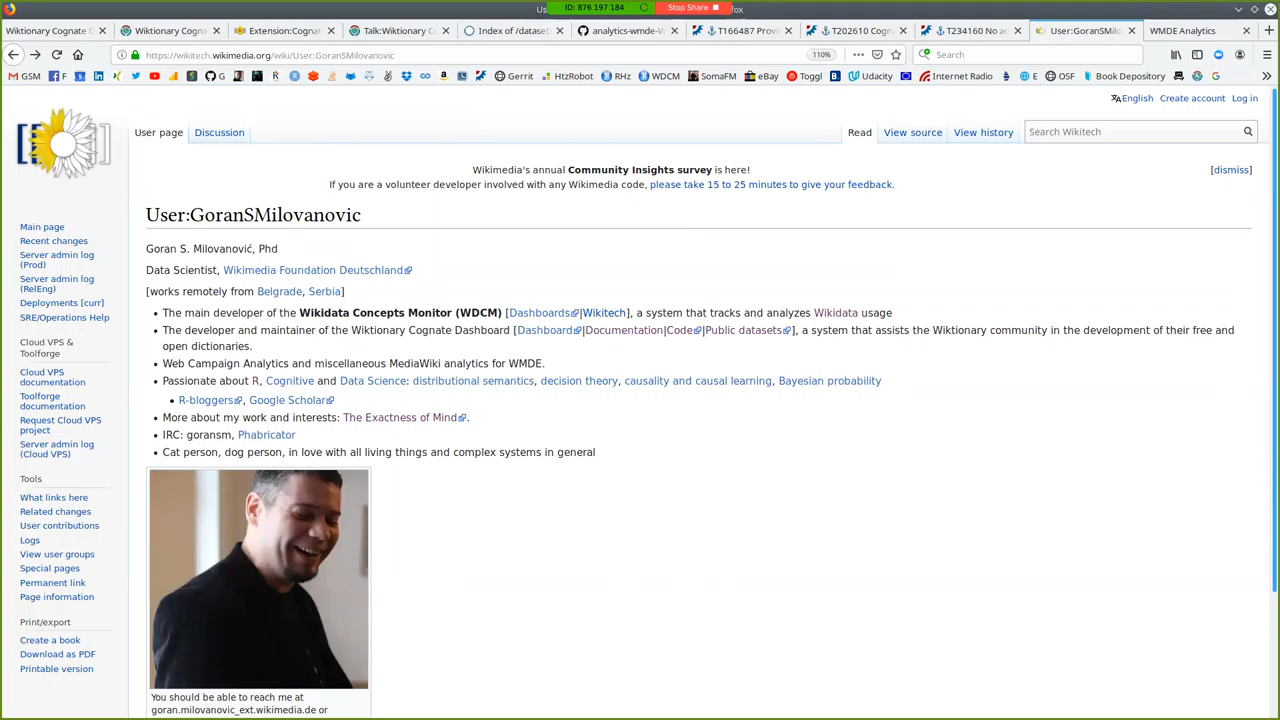 ID: 876 197 184
Stop Share
Us
fox
Wiktionary Cognate D
Wiktionary Cogna
Extension:Cognat
Talk:Wiktionary C
Index of /dataset
analytics-wmde-W
T166487 Prov
T202610 Cogn
T234160 No a
User:GoranSMilo
WMDE Analytics
https://wikitech.wikimedia.org/wiki/User:GoranSMilovanovic
110%
Search
GSM
F
G
Gerrit
HtzRobot
RHz
WDCM
SomaFM
eBay
Toggl
Udacity
Internet Radio
E
OSF
Book Depository
English Create account Log in
User page Discussion
Read View source View history
Search Wikitech
Wikimedia's annual Community Insights survey is here!
[dismiss]
If you are a volunteer developer involved with any Wikimedia code, please take 15 to 25 minutes to give your feedback.
User:GoranSMilovanovic
Goran S. Milovanović, Phd
Data Scientist, Wikimedia Foundation Deutschland
[works remotely from Belgrade, Serbia]
• The main developer of the Wikidata Concepts Monitor (WDCM) [Dashboards|Wikitech], a system that tracks and analyzes Wikidata usage
• The developer and maintainer of the Wiktionary Cognate Dashboard [Dashboard|Documentation|Code|Public datasets], a system that assists the Wiktionary community in the development of their free and
open dictionaries.
• Web Campaign Analytics and miscellaneous MediaWiki analytics for WMDE.
• Passionate about R, Cognitive and Data Science: distributional semantics, decision theory, causality and causal learning, Bayesian probability
• R-bloggers, Google Scholar
• More about my work and interests: The Exactness of Mind.
• IRC: goransm, Phabricator
• Cat person, dog person, in love with all living things and complex systems in general
You should be able to reach me at
goran.milovanovic_ext.wikimedia.de or
Main page
Recent changes
Server admin log
(Prod)
Server admin log
(RelEng)
Deployments [curr]
SRE/Operations Help
Cloud VPS &
Toolforge
Cloud VPS
documentation
Toolforge
documentation
Request Cloud VPS
project
Server admin log
(Cloud VPS)
Tools
What links here
Related changes
User contributions
Logs
View user groups
Special pages
Permanent link
Page information
Print/export
Create a book
Download as PDF
Printable version